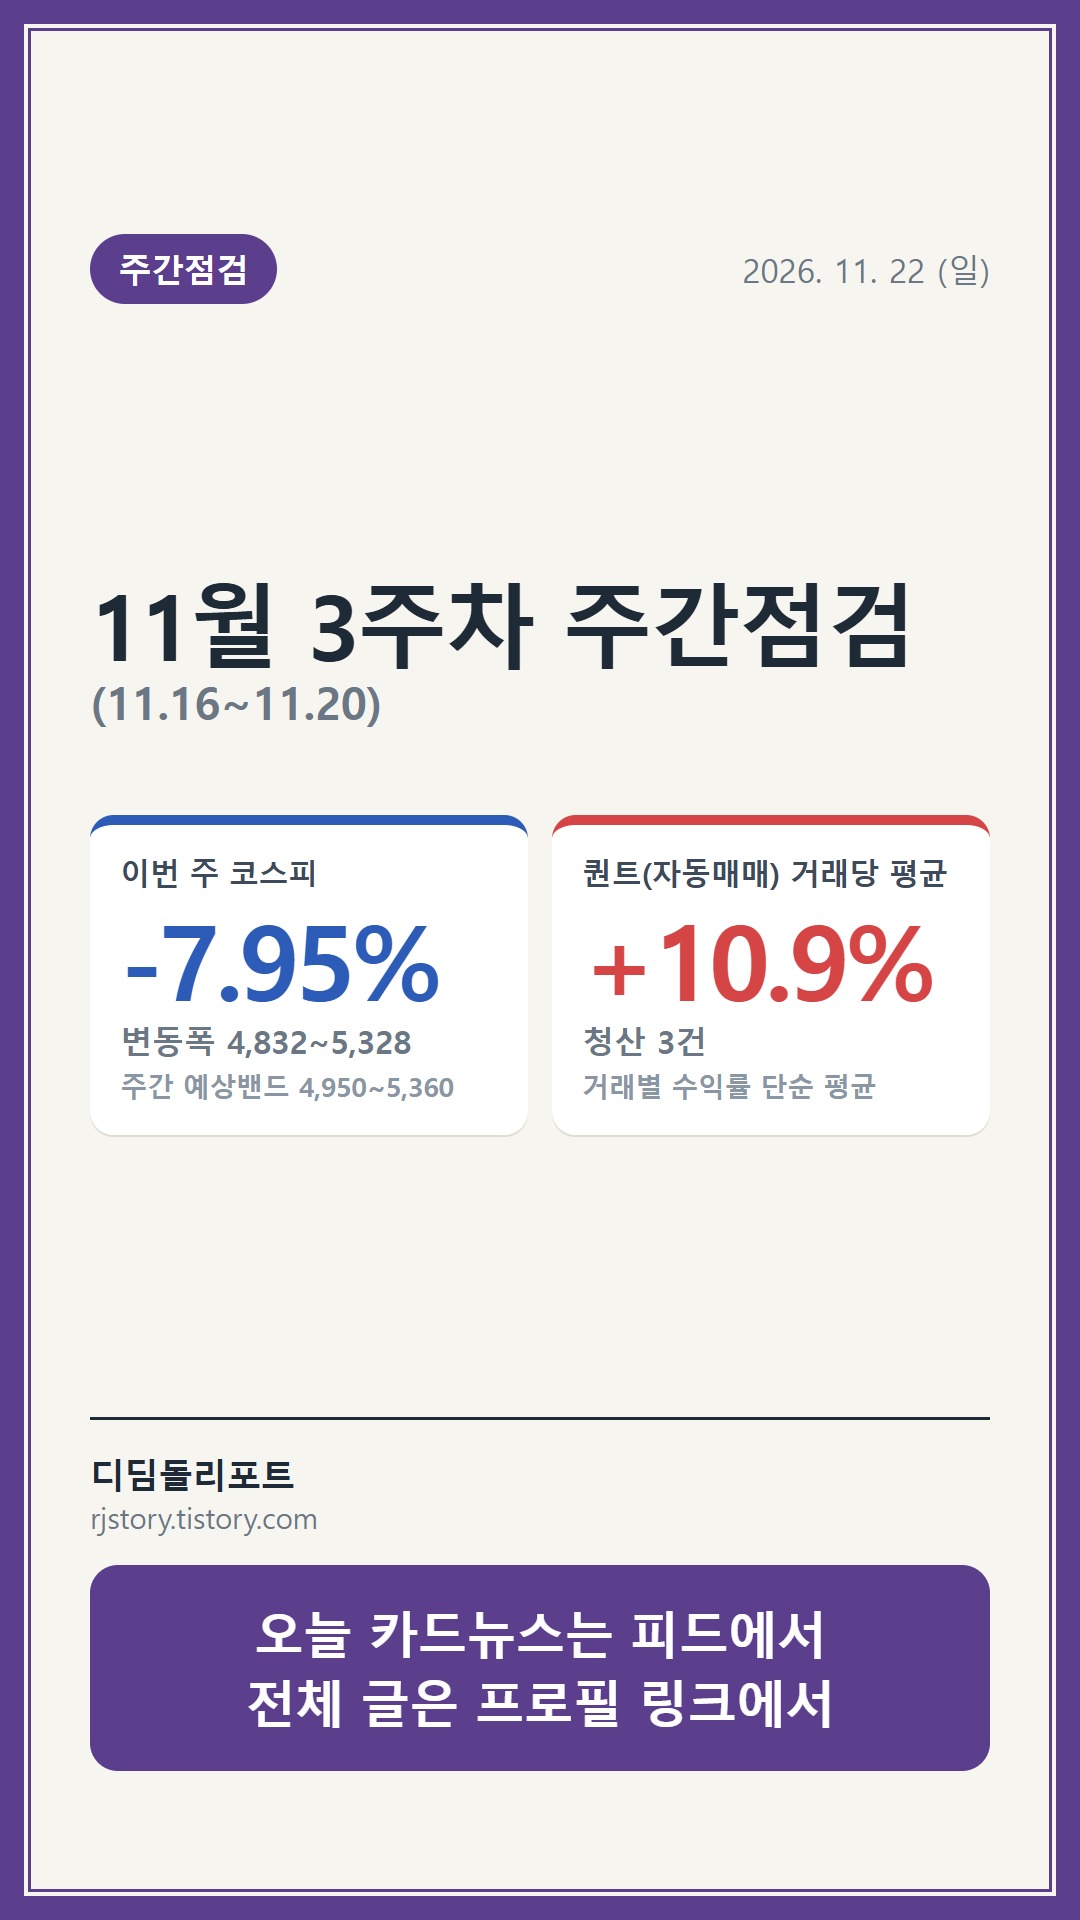 주간점검
2026. 11. 22 (일)
11월 3주차 주간점검
(11.16~11.20)
이번 주 코스피
-7.95%
변동폭 4,832~5,328
주간 예상밴드 4,950~5,360
퀀트(자동매매) 거래당 평균
+10.9%
청산 3건
거래별 수익률 단순 평균
디딤돌리포트
rjstory.tistory.com
오늘 카드뉴스는 피드에서
전체 글은 프로필 링크에서